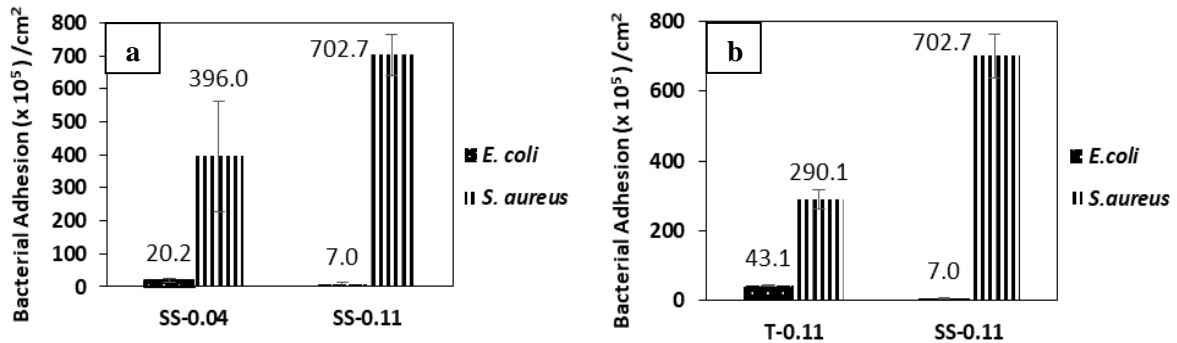 a
Bacterial Adhesion (x 10⁵) /cm²
800
700
600
500
400
300
200
100
0
396.0
702.7
20.2
7.0
SS-0.04 SS-0.11
E. coli
S. aureus
b
Bacterial Adhesion (x 10⁵) /cm²
800
600
400
200
0
702.7
290.1
43.1
7.0
T-0.11 SS-0.11
E.coli
S.aureus